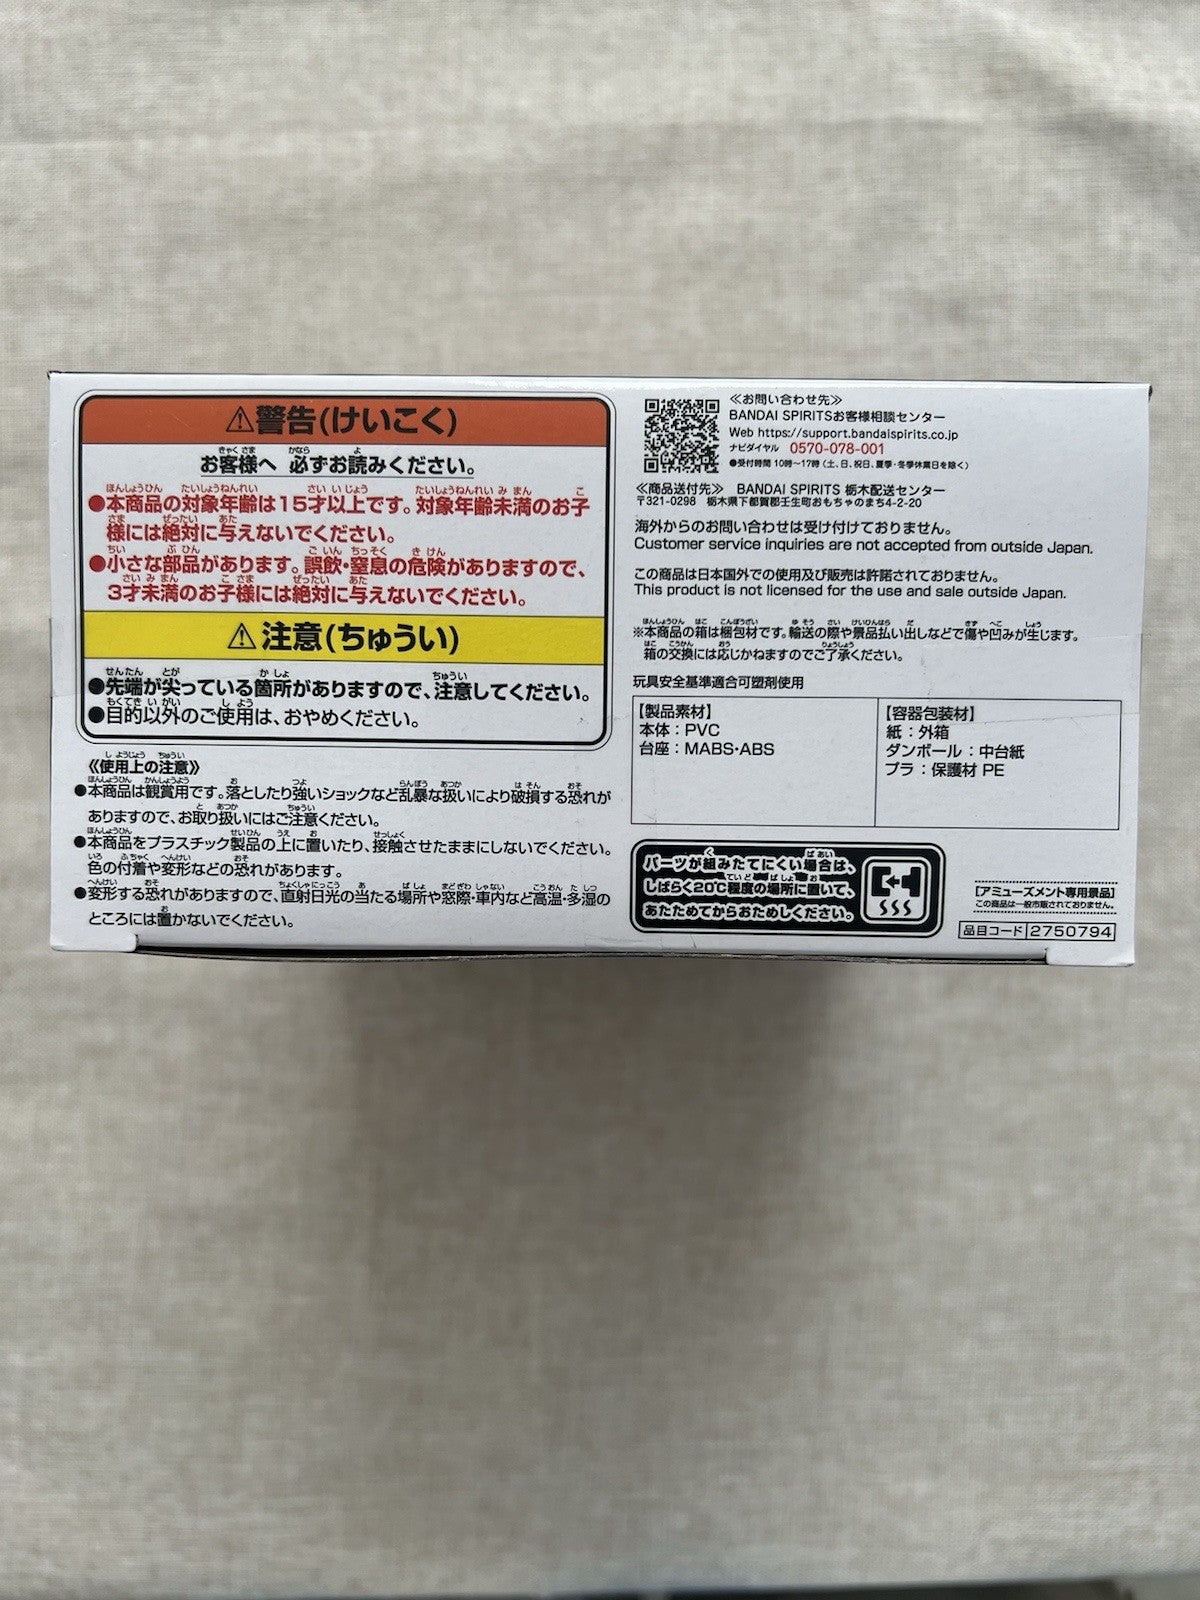 ⚠警告(けいこく)
お客様へ 必ずお読みください。
●本商品の対象年齢は15才以上です。対象年齢未満のお子
様には絶対に与えないでください。
●小さな部品があります。誤飲・窒息の危険がありますので、
3才未満のお子様には絶対に与えないでください。
⚠注意(ちゅうい)
●先端が尖っている箇所がありますので、注意してください。
●目的以外のご使用は、おやめください。
《使用上の注意》
●本商品は観賞用です。落としたり強いショックなど乱暴な扱いにより破損する恐れが
ありますので、お取り扱いにはご注意ください。
●本商品をプラスチック製品の上に置いたり、接触させたままにしないでください。
色の付着や変形などの恐れがあります。
●変形する恐れがありますので、直射日光の当たる場所や窓際・車内など高温・多湿の
ところには置かないでください。
≪お問い合わせ先≫
BANDAI SPIRITSお客様相談センター
Web https://support.bandaispirits.co.jp
ナビダイヤル 0570-078-001
●受付時間 10時〜17時(土、日、祝日、夏季・冬季休業日を除く)
≪商品送付先≫ BANDAI SPIRITS 栃木配送センター
〒321-0298 栃木県下都賀郡壬生町おもちゃのまち4-2-20
海外からのお問い合わせは受け付けておりません。
Customer service inquiries are not accepted from outside Japan.
この商品は日本国外での使用及び販売は許諾されておりません。
This product is not licensed for the use and sale outside Japan.
※本商品の箱は梱包材です。輸送の際や景品払い出しなどで傷や凹みが生じます。
箱の交換には応じかねますのでご了承ください。
玩具安全基準適合可塑剤使用
【製品素材】
本体：PVC
台座：MABS・ABS
【容器包装材】
紙：外箱
ダンボール：中台紙
プラ：保護材 PE
パーツが組みたてにくい場合は、
しばらく20℃程度の場所に置いて、
あたためてからおためしください。
【アミューズメント専用景品】
この商品は一般市販されておりません。
品目コード 2750794